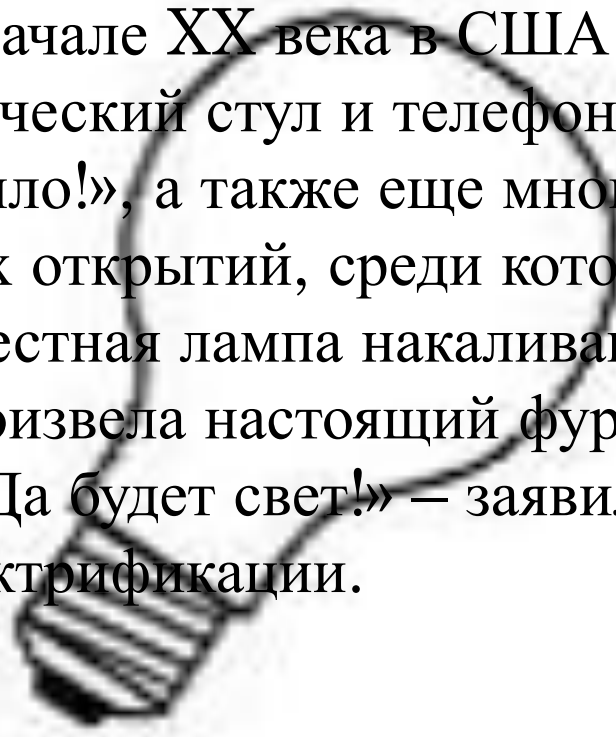 ачале XX века в США
ческий стул и телефон
ло!», а также еще мно
х открытий, среди кото
естная лампа накалива
оизвела настоящий фур
Да будет свет!» – заяви
ктрификации.